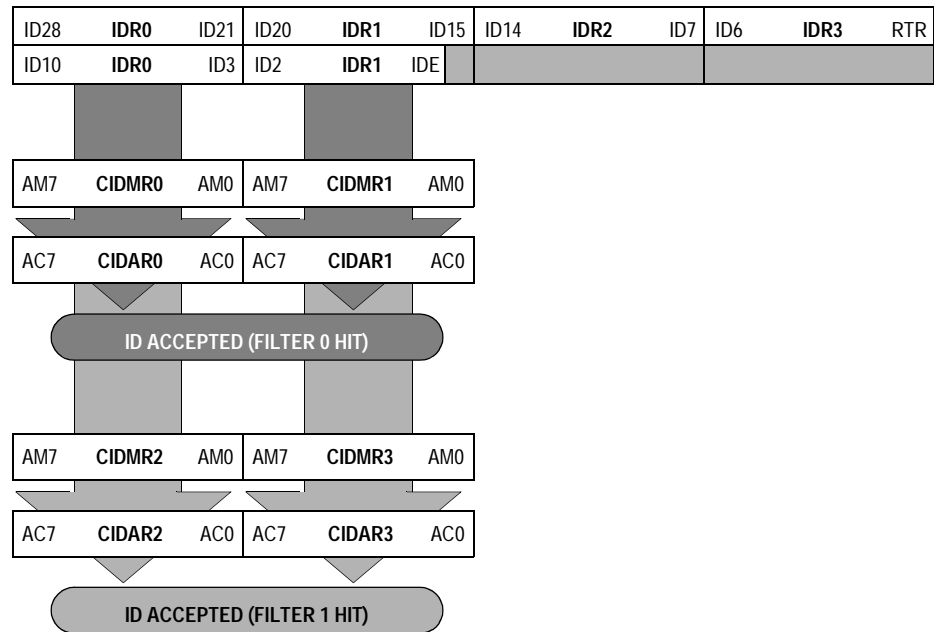 ID28 IDR0 ID21 ID20 IDR1 ID15 ID14 IDR2 ID7 ID6 IDR3 RTR
ID10 IDR0 ID3 ID2 IDR1 IDE
AM7 CIDMR0 AM0 AM7 CIDMR1 AM0
AC7 CIDAR0 AC0 AC7 CIDAR1 AC0
ID ACCEPTED (FILTER 0 HIT)
AM7 CIDMR2 AM0 AM7 CIDMR3 AM0
AC7 CIDAR2 AC0 AC7 CIDAR3 AC0
ID ACCEPTED (FILTER 1 HIT)